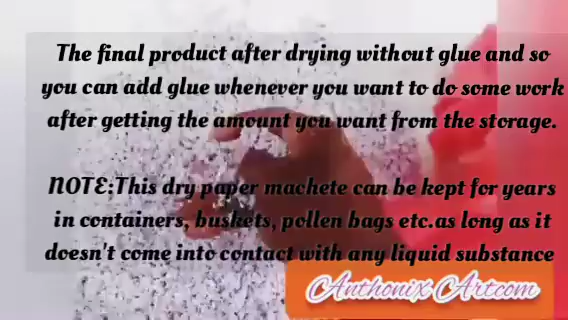 The final product after drying without glue and so
you can add glue whenever you want to do some work
after getting the amount you want from the storage.
NOTE:This dry paper machete can be kept for years
in containers, buskets, pollen bags etc.as long as it
doesn't come into contact with any liquid substance
Anthonix Artcom